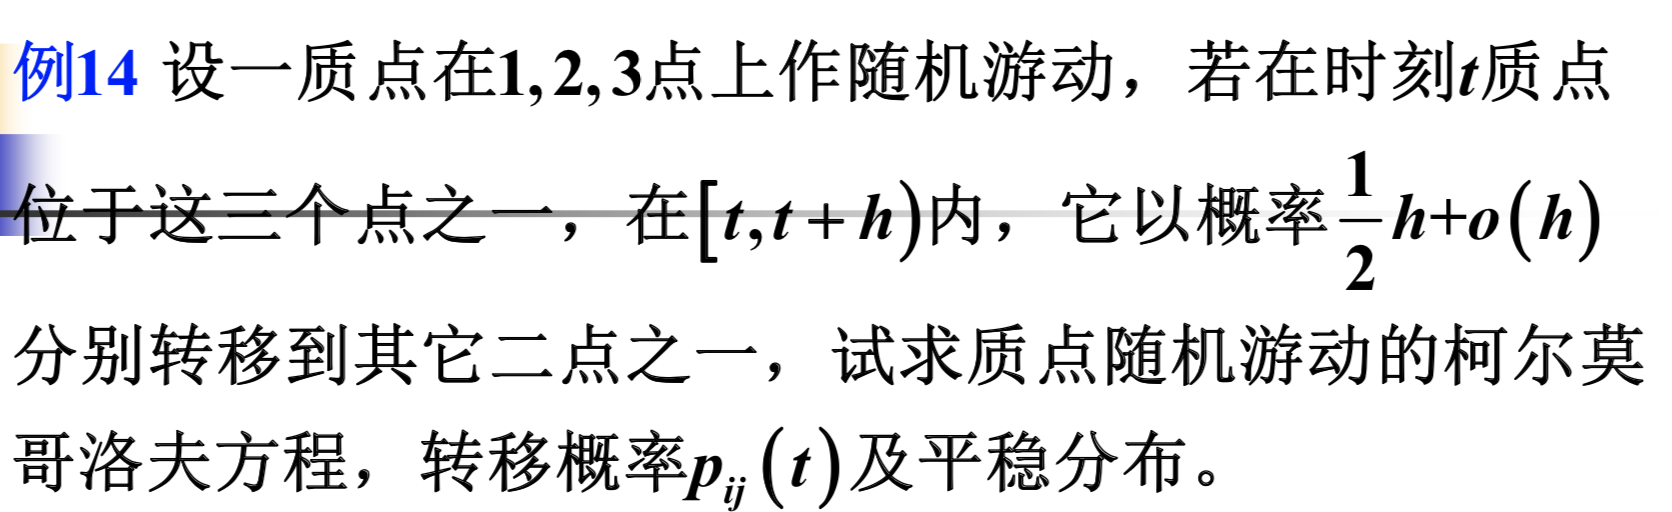 例14 设一质点在1,2,3点上作随机游动，若在时刻t质点
位于这三个点之一，在[t,t+h)内，它以概率\frac{1}{2}h+o(h)
分别转移到其它二点之一，试求质点随机游动的柯尔莫
哥洛夫方程，转移概率p_{ij}(t)及平稳分布。